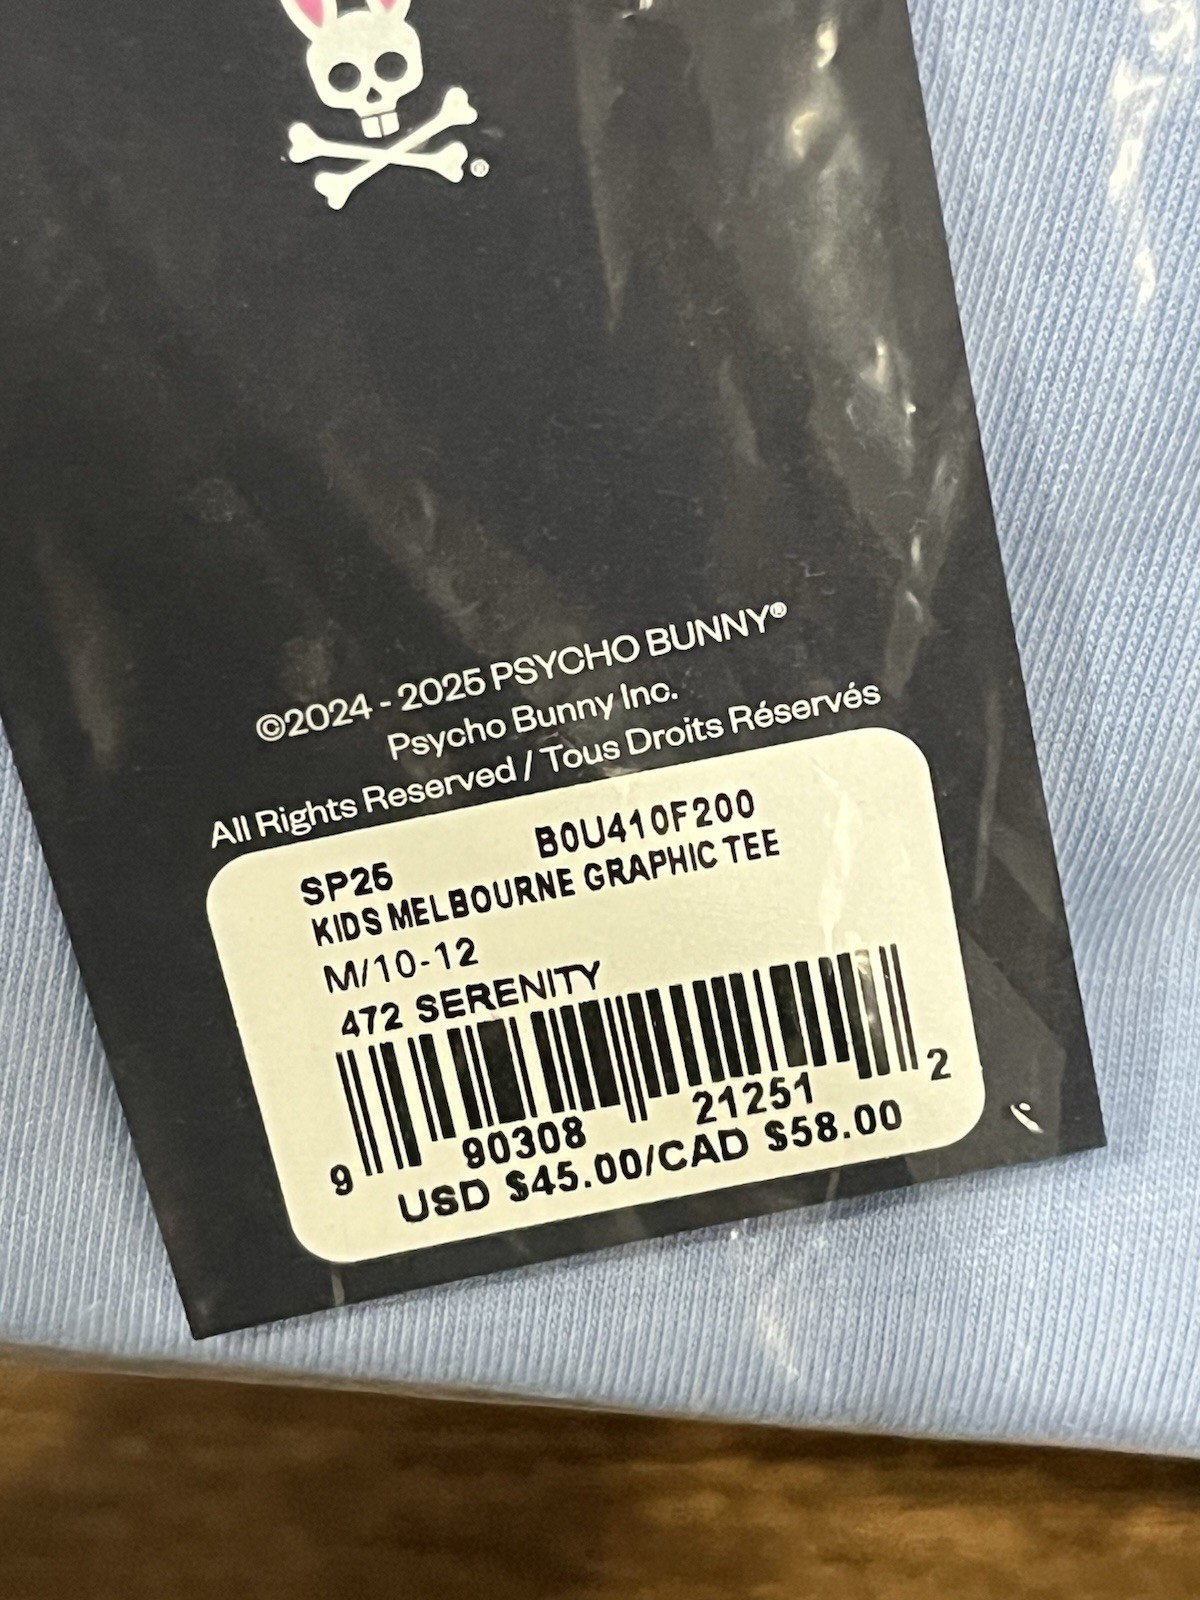 ®
©2024 - 2025 PSYCHO BUNNY®
Psycho Bunny Inc.
All Rights Reserved / Tous Droits Réservés
SP25 B0U410F200
KIDS MELBOURNE GRAPHIC TEE
M/10-12
472 SERENITY
9 90308 21251 2
USD $45.00/CAD $58.00